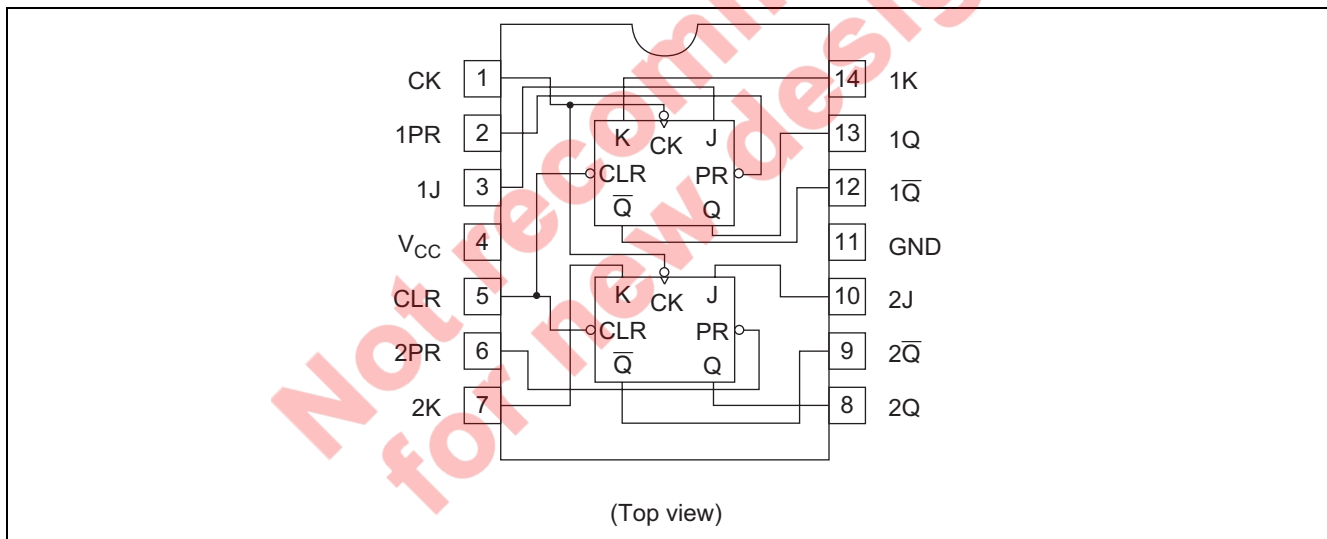 CK 1
1PR 2
1J 3
VCC 4
CLR 5
2PR 6
2K 7
14 1K
13 1Q
12 1Q̅
11 GND
10 2J
9 2Q̅
8 2Q
K CK J
CLR PR
Q̅ Q
K CK J
CLR PR
Q̅ Q
(Top view)
Not recom
for new desig